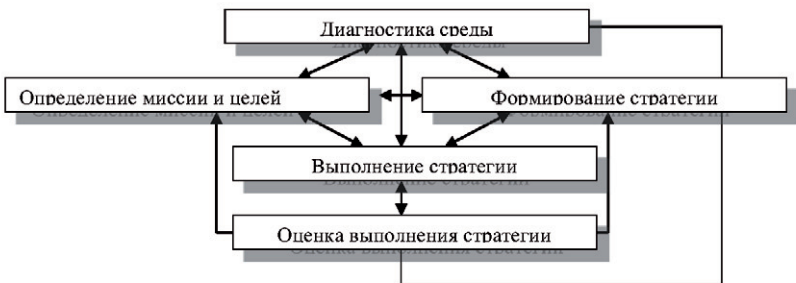 Диагностика среды
Определение миссии и целей
Формирование стратегии
Выполнение стратегии
Оценка выполнения стратегии